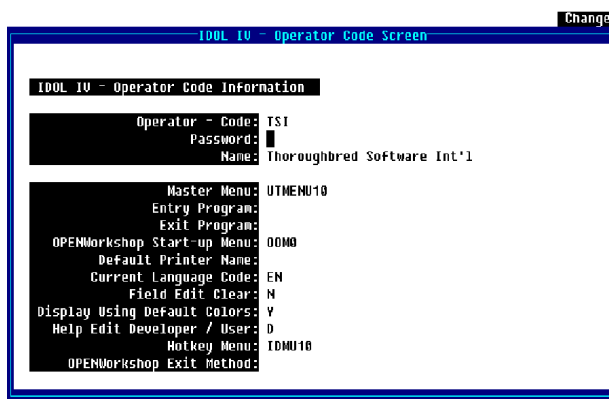 Change
IDOL IV - Operator Code Screen
IDOL IV - Operator Code Information
Operator - Code: TSI
Password:
Name: Thoroughbred Software Int'l
Master Menu: UTMENU10
Entry Program:
Exit Program:
OPENWorkshop Start-up Menu: OOM0
Default Printer Name:
Current Language Code: EN
Field Edit Clear: N
Display Using Default Colors: Y
Help Edit Developer / User: D
Hotkey Menu: IDMU10
OPENWorkshop Exit Method: